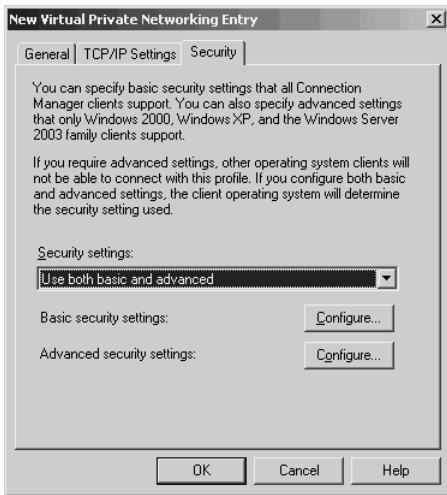 New Virtual Private Networking Entry
General TCP/IP Settings Security
You can specify basic security settings that all Connection
Manager clients support. You can also specify advanced settings
that only Windows 2000, Windows XP, and the Windows Server
2003 family clients support.
If you require advanced settings, other operating system clients will
not be able to connect with this profile. If you configure both basic
and advanced settings, the client operating system will determine
the security setting used.
Security settings:
Use both basic and advanced
Basic security settings: Configure...
Advanced security settings: Configure...
OK Cancel Help